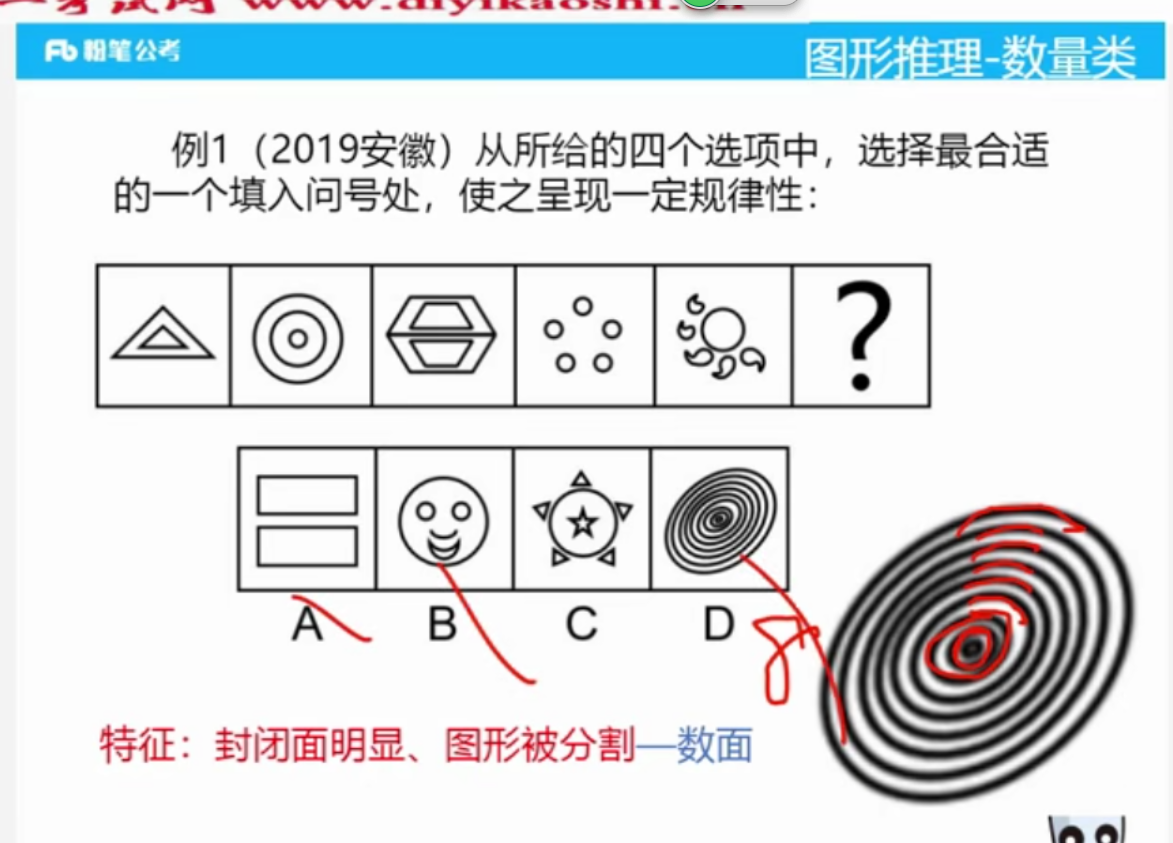 Fb 粉笔公考
图形推理-数量类
例1（2019安徽）从所给的四个选项中，选择最合适
的一个填入问号处，使之呈现一定规律性：
?
A B C D
8
特征：封闭面明显、图形被分割—数面